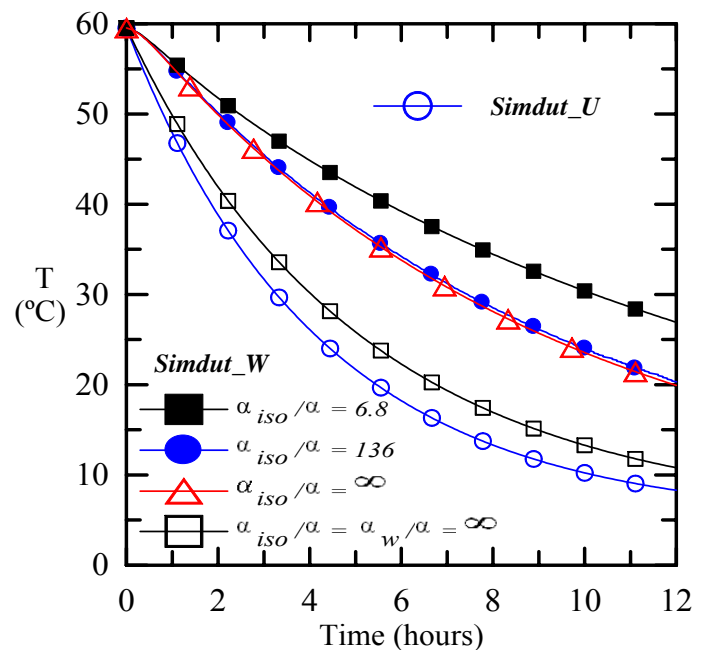 60
50
40
30
20
10
0
T
(ºC)
Simdut_U
Simdut_W
α iso /α = 6.8
α iso /α = 136
α iso /α = ∞
α iso /α = α w /α = ∞
0 2 4 6 8 10 12
Time (hours)